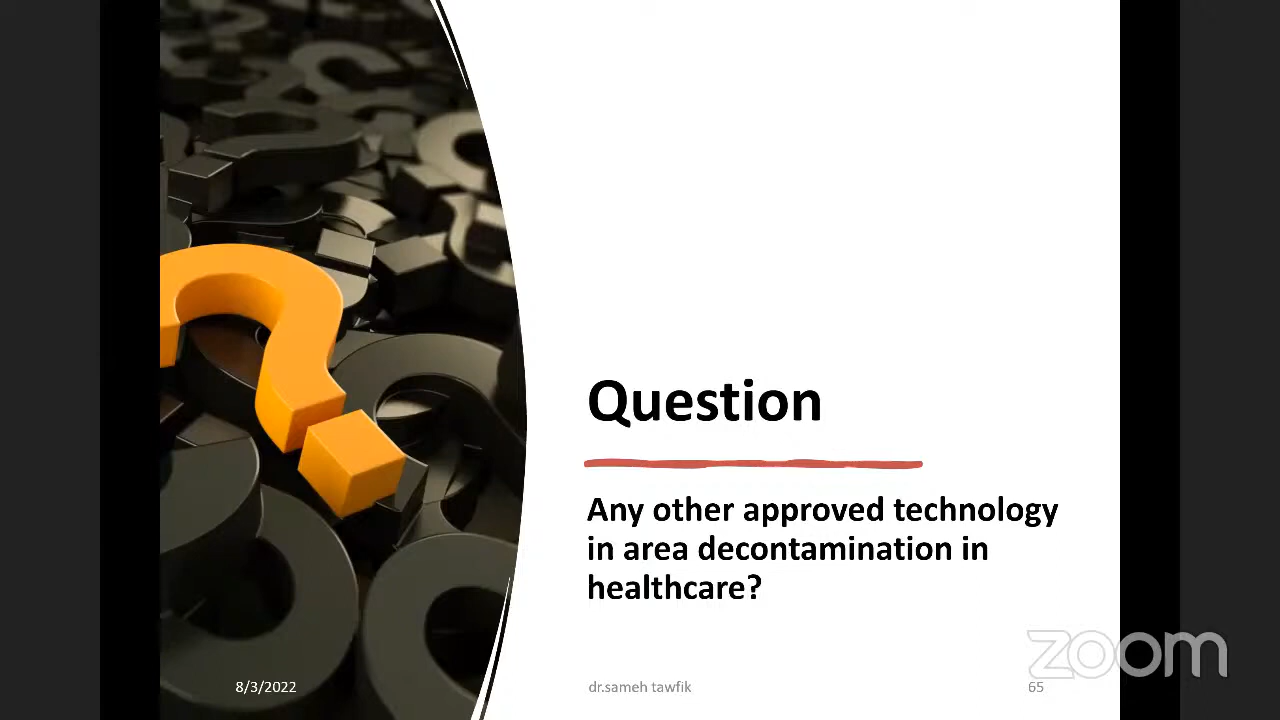 Question
Any other approved technology
in area decontamination in
healthcare?
zoom
8/3/2022
dr.sameh tawfik
65